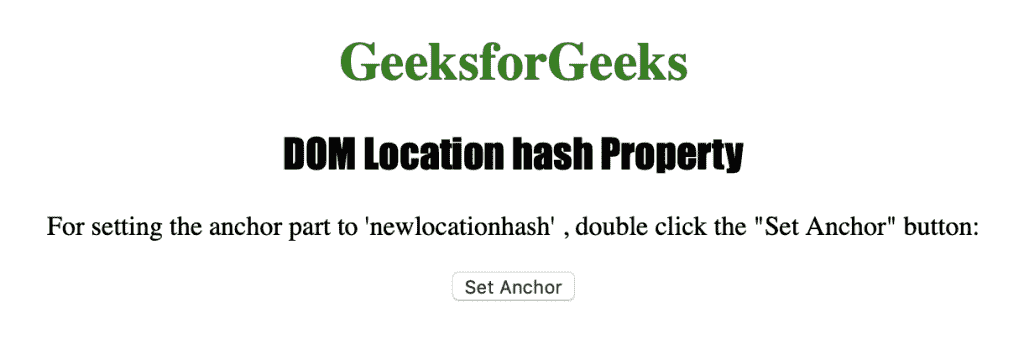 GeeksforGeeks
DOM Location hash Property
For setting the anchor part to 'newlocationhash' , double click the "Set Anchor" button:
Set Anchor